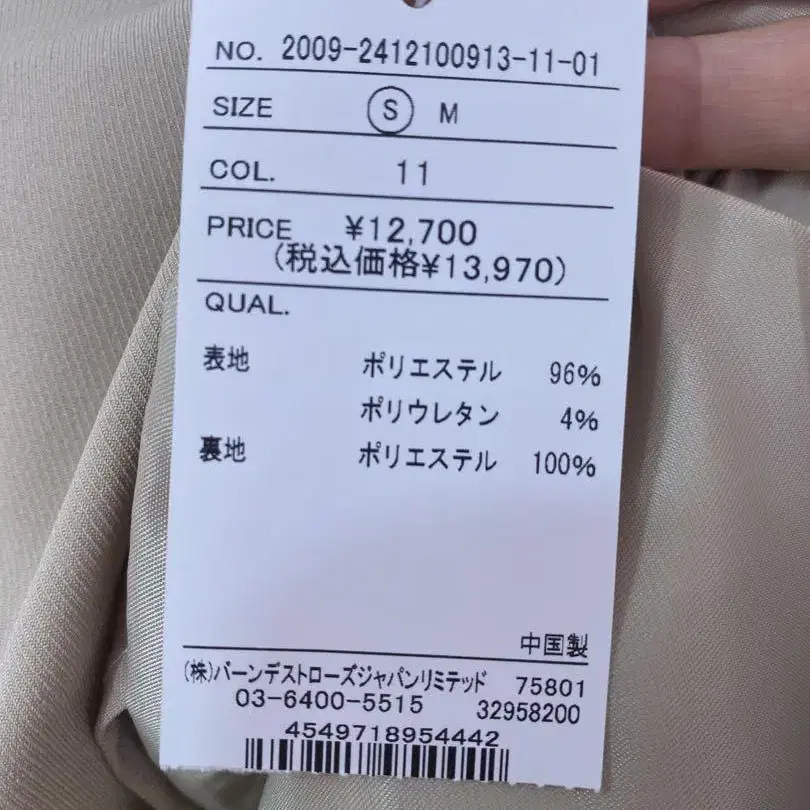 NO. 2009-2412100913-11-01
SIZE S M
COL. 11
PRICE ¥12,700
(税込価格¥13,970)
QUAL.
表地 ポリエステル 96%
ポリウレタン 4%
裏地 ポリエステル 100%
中国製
(株)バーンデストローズジャパンリミテッド 75801
03-6400-5515 32958200
4549718954442